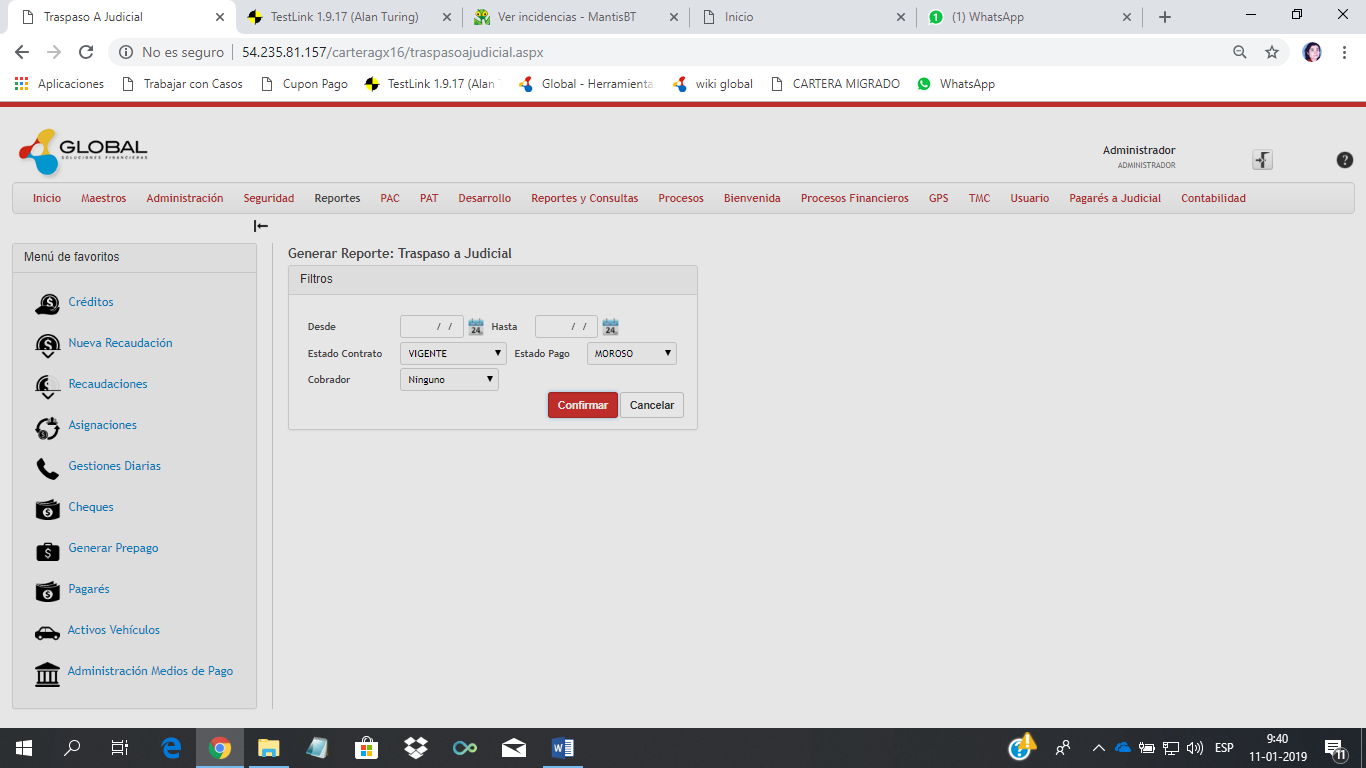 Traspaso A Judicial
TestLink 1.9.17 (Alan Turing)
Ver incidencias - MantisBT
Inicio
1 (1) WhatsApp
No es seguro 54.235.81.157/carteragx16/traspasoajudicial.aspx
Aplicaciones Trabajar con Casos Cupon Pago TestLink 1.9.17 (Alan Global - Herramienta wiki global CARTERA MIGRADO WhatsApp
GLOBAL
SOLUCIONES FINANCIERAS
Administrador
ADMINISTRADOR
?
Inicio Maestros Administración Seguridad Reportes PAC PAT Desarrollo Reportes y Consultas Procesos Bienvenida Procesos Financieros GPS TMC Usuario Pagarés a Judicial Contabilidad
Menú de favoritos
Créditos
Nueva Recaudación
Recaudaciones
Asignaciones
Gestiones Diarias
Cheques
Generar Prepago
Pagarés
Activos Vehículos
Administración Medios de Pago
Generar Reporte: Traspaso a Judicial
Filtros
Desde / / 24 Hasta / / 24
Estado Contrato VIGENTE Estado Pago MOROSO
Cobrador Ninguno
Confirmar Cancelar
ESP
9:40
11-01-2019
11